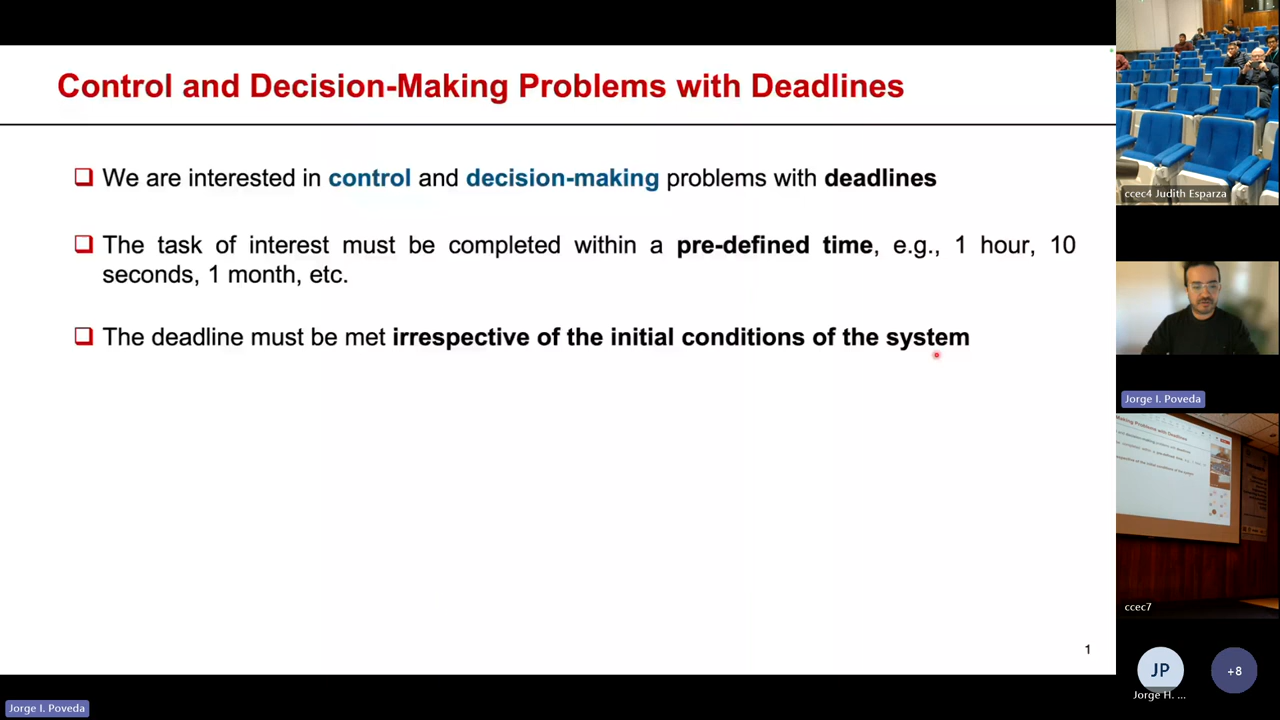 Control and Decision-Making Problems with Deadlines
We are interested in control and decision-making problems with deadlines
The task of interest must be completed within a pre-defined time, e.g., 1 hour, 10
seconds, 1 month, etc.
The deadline must be met irrespective of the initial conditions of the system
1
Jorge I. Poveda
ccec4 Judith Esparza
Jorge I. Poveda
ccec7
JP
Jorge H. ...
+8